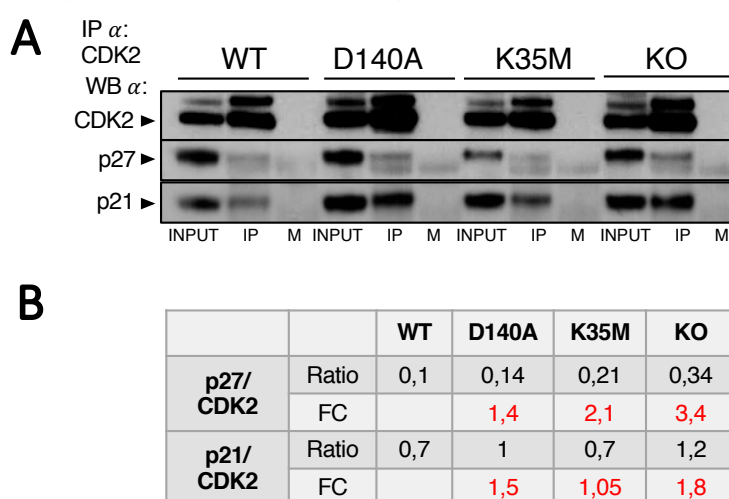 A
IP α:
CDK2
WT D140A K35M KO
WB α:
CDK2
p27
p21
INPUT IP M INPUT IP M INPUT IP M INPUT IP M
B
WT D140A K35M KO
p27/
CDK2
Ratio 0,1 0,14 0,21 0,34
FC 1,4 2,1 3,4
p21/
CDK2
Ratio 0,7 1 0,7 1,2
FC 1,5 1,05 1,8